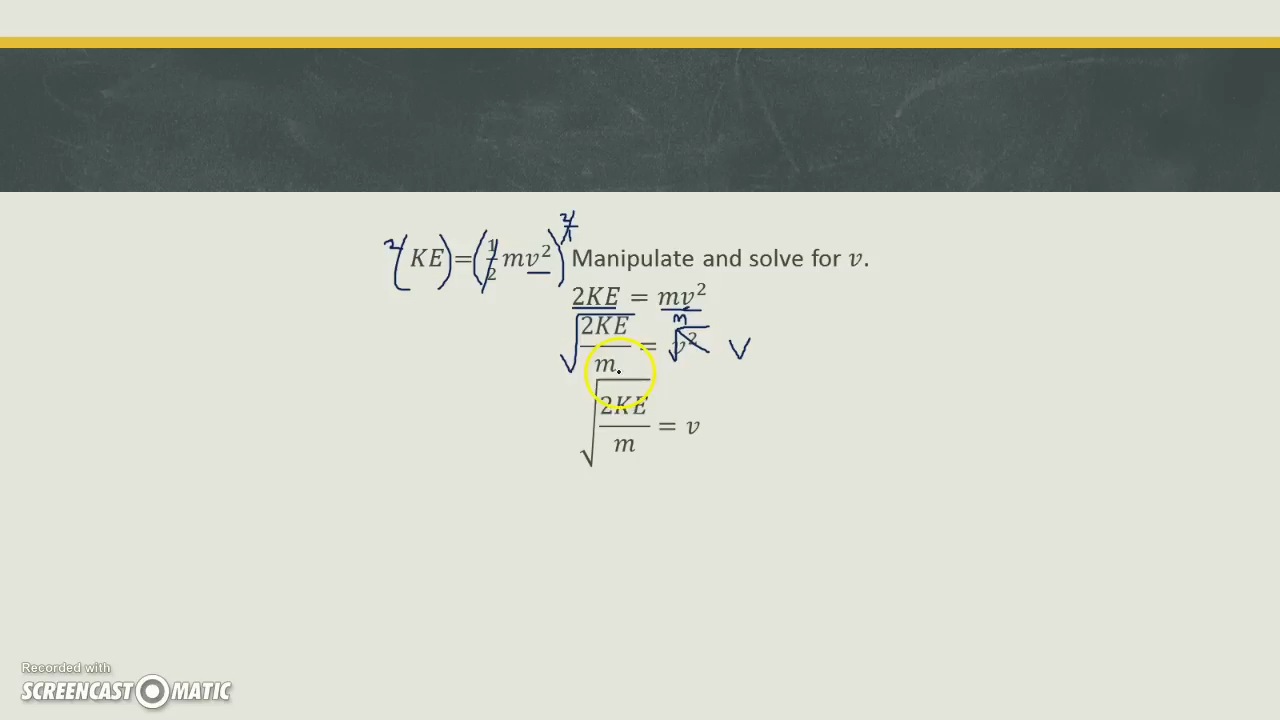 2(KE)=(1/2 mv²)2/1 Manipulate and solve for v.
2KE = mv²
m
√(2KE/m) = √v² V
√(2KE/m) = v
Recorded with
SCREENCAST O MATIC